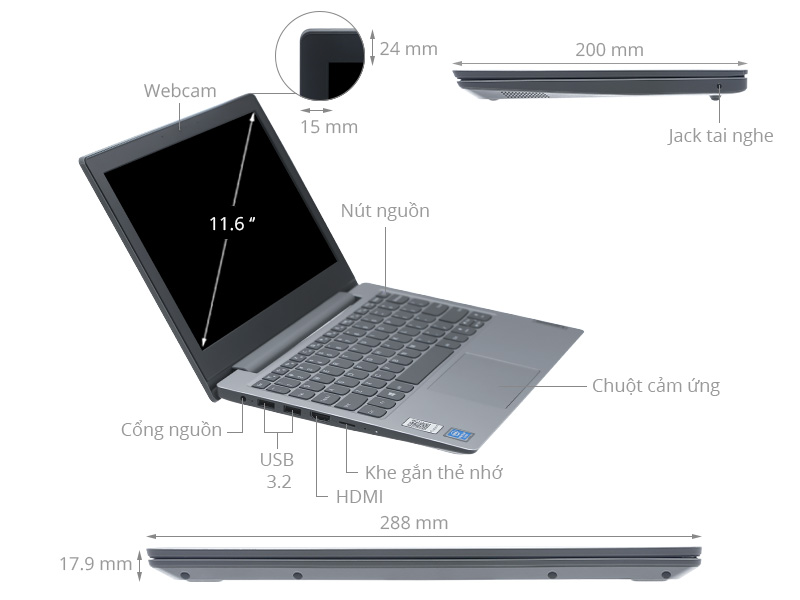 24 mm
200 mm
Webcam
15 mm
Jack tai nghe
11.6 “
Nút nguồn
Chuột cảm ứng
Cổng nguồn
USB
3.2
Khe gắn thẻ nhớ
HDMI
288 mm
17.9 mm